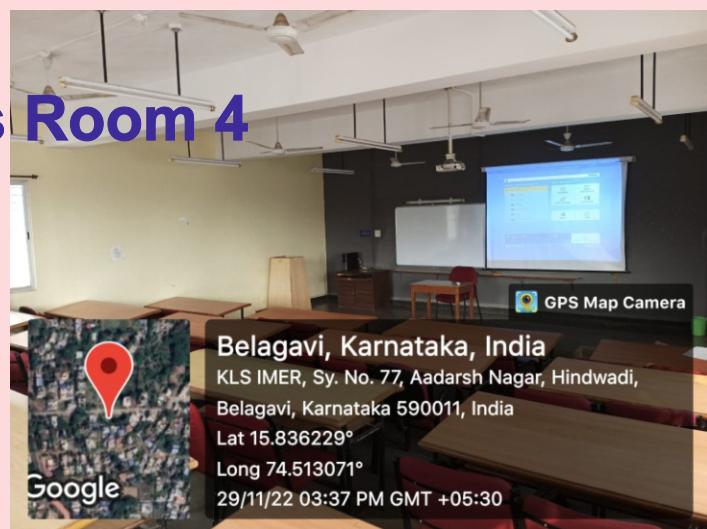 s Room 4
GPS Map Camera
Belagavi, Karnataka, India
KLS IMER, Sy. No. 77, Aadarsh Nagar, Hindwadi,
Belagavi, Karnataka 590011, India
Lat 15.836229°
Long 74.513071°
29/11/22 03:37 PM GMT +05:30
Google